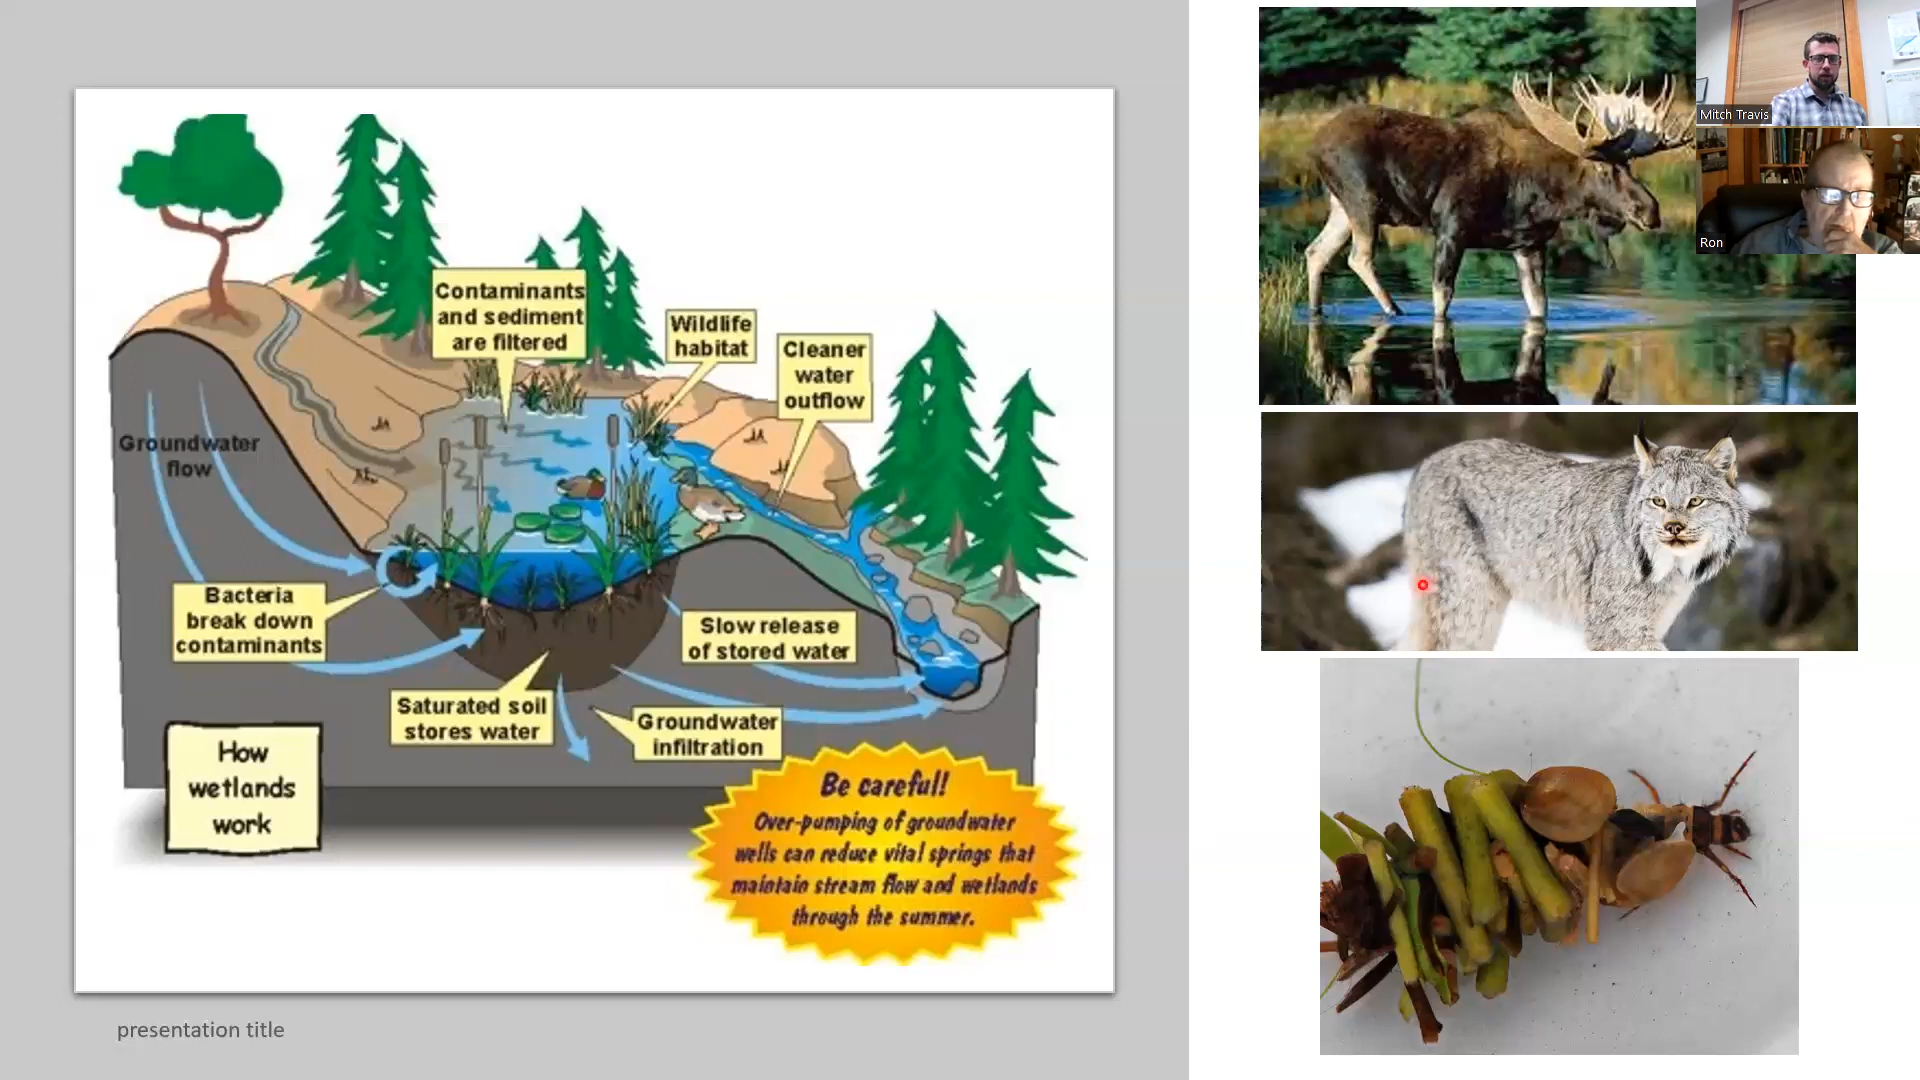 Contaminants
and sediment
are filtered
Wildlife
habitat
Cleaner
water
outflow
Groundwater
flow
Bacteria
break down
contaminants
Slow release
of stored water
Saturated soil
stores water
Groundwater
infiltration
How
wetlands
work
Be careful!
Over-pumping of groundwater
wells can reduce vital springs that
maintain stream flow and wetlands
through the summer.
presentation title
Mitch Travis
Ron